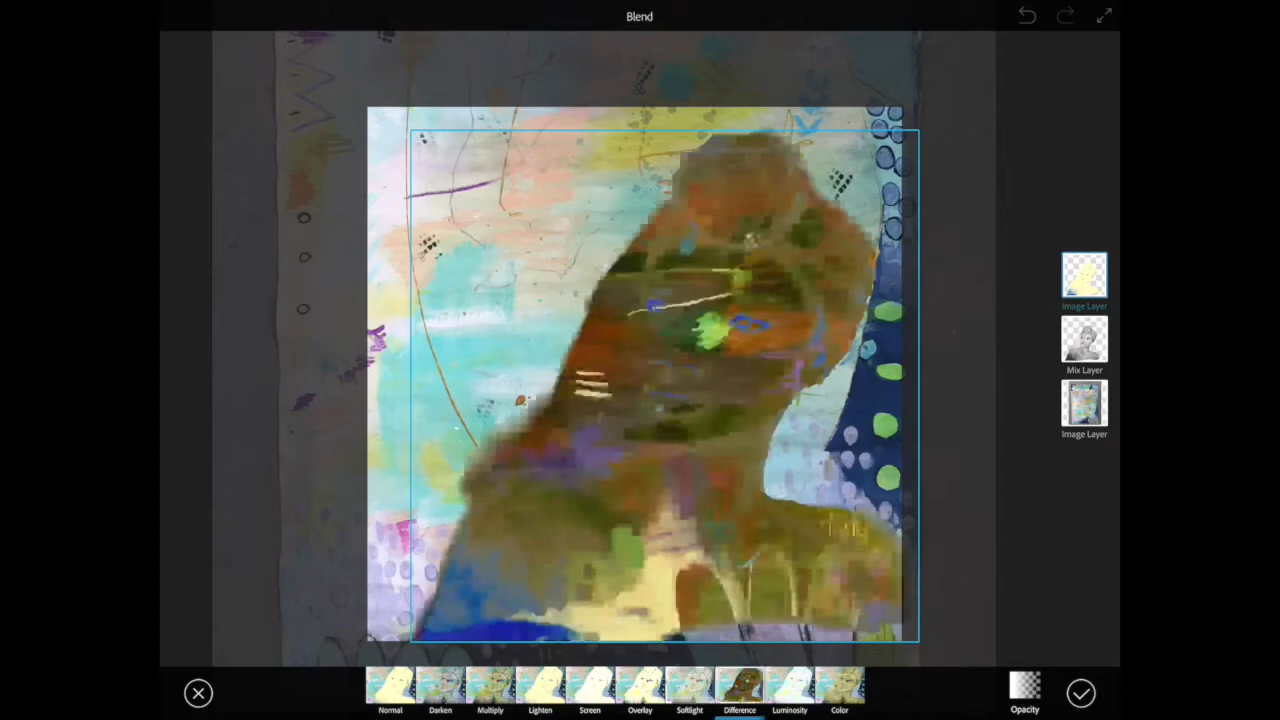 Blend
Image Layer
Mix Layer
Image Layer
Normal
Darken
Multiply
Lighten
Screen
Overlay
Softlight
Difference
Luminosity
Color
Opacity